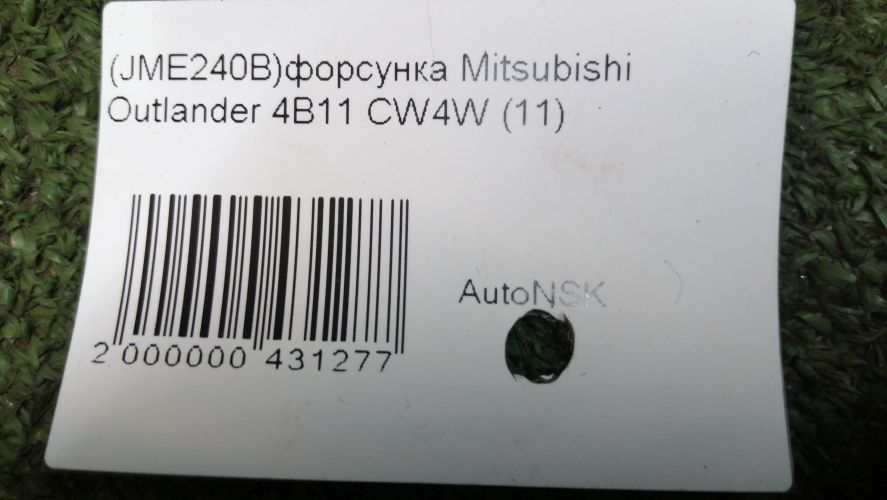 (JME240B)форсунка Mitsubishi
Outlander 4B11 CW4W (11)
AutoNSK
2 000000 431277